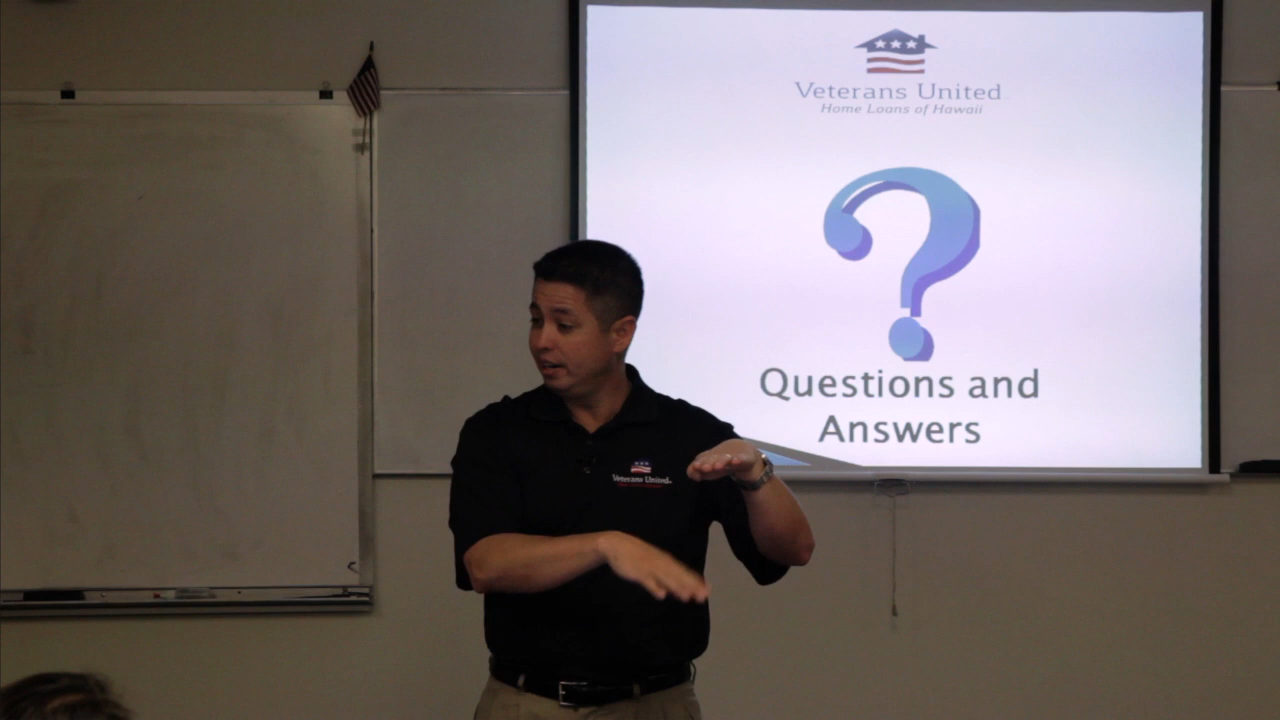 Veterans United
Home Loans of Hawaii
?
Questions and
Answers
Veterans United